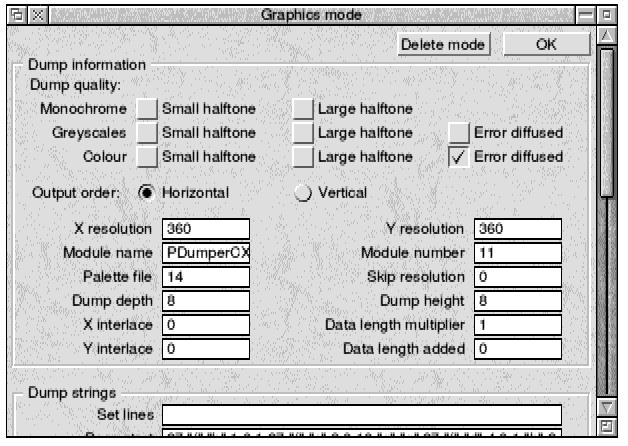 Graphics mode
Delete mode OK
Dump information
Dump quality:
Monochrome Small halftone Large halftone
Greyscales Small halftone Large halftone Error diffused
Colour Small halftone Large halftone Error diffused
Output order: Horizontal Vertical
X resolution 360 Y resolution 360
Module name PDumperCX Module number 11
Palette file 14 Skip resolution 0
Dump depth 8 Dump height 8
X interlace 0 Data length multiplier 1
Y interlace 0 Data length added 0
Dump strings
Set lines